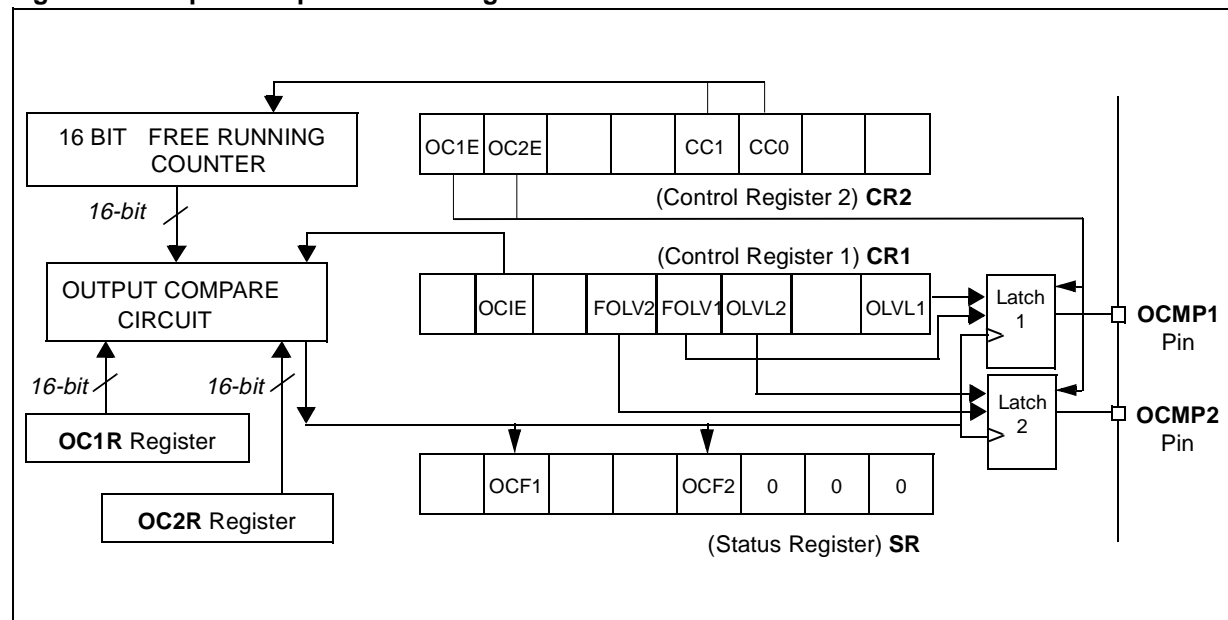 16 BIT FREE RUNNING
COUNTER
OC1E OC2E CC1 CC0
(Control Register 2) CR2
16-bit
(Control Register 1) CR1
OUTPUT COMPARE
CIRCUIT
OCIE FOLV2 FOLV1 OLVL2 OLVL1
Latch
1
OCMP1
Pin
16-bit
16-bit
Latch
2
OCMP2
Pin
OC1R Register
OCF1 OCF2 0 0 0
OC2R Register
(Status Register) SR